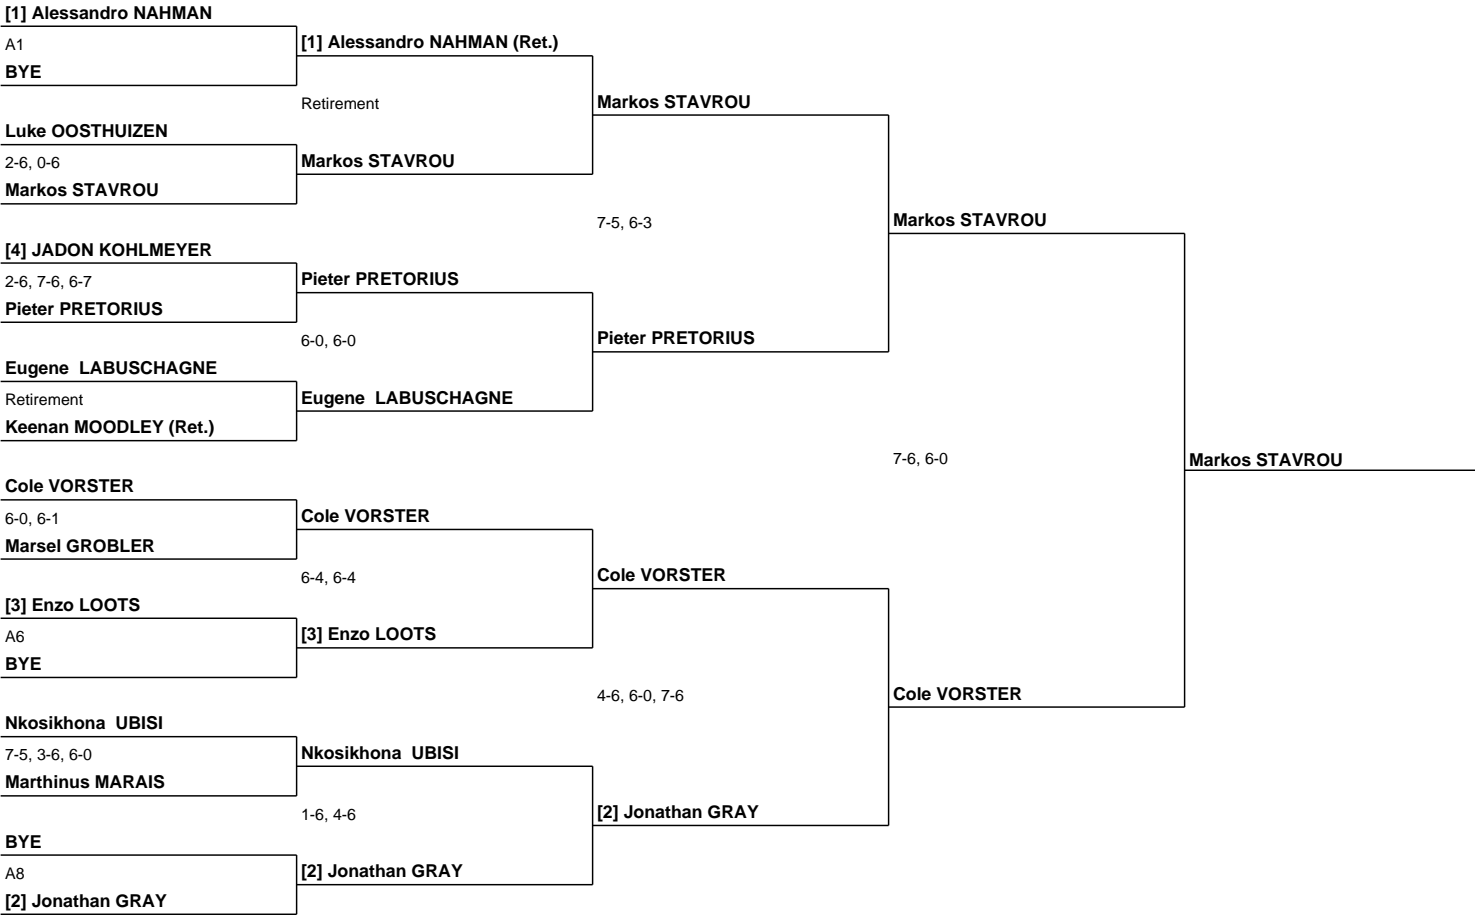 [1] Alessandro NAHMAN
A1
BYE
Luke OOSTHUIZEN
2-6, 0-6
Markos STAVROU
[4] JADON KOHLMEYER
2-6, 7-6, 6-7
Pieter PRETORIUS
Eugene  LABUSCHAGNE
Retirement
Keenan MOODLEY (Ret.)
Cole VORSTER
6-0, 6-1
Marsel GROBLER
[3] Enzo LOOTS
A6
BYE
Nkosikhona  UBISI
7-5, 3-6, 6-0
Marthinus MARAIS
BYE
A8
[2] Jonathan GRAY
[1] Alessandro NAHMAN (Ret.)
Retirement
Markos STAVROU
Pieter PRETORIUS
6-0, 6-0
Eugene  LABUSCHAGNE
Cole VORSTER
6-4, 6-4
[3] Enzo LOOTS
Nkosikhona  UBISI
1-6, 4-6
[2] Jonathan GRAY
Markos STAVROU
7-5, 6-3
Pieter PRETORIUS
Cole VORSTER
4-6, 6-0, 7-6
[2] Jonathan GRAY
Markos STAVROU
7-6, 6-0
Cole VORSTER
Markos STAVROU